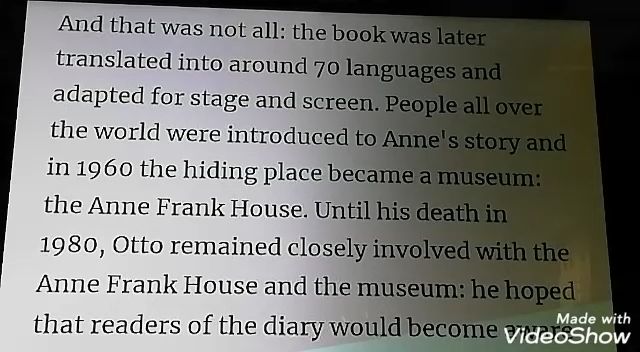 And that was not all: the book was later
translated into around 70 languages and
adapted for stage and screen. People all over
the world were introduced to Anne's story and
in 1960 the hiding place became a museum:
the Anne Frank House. Until his death in
1980, Otto remained closely involved with the
Anne Frank House and the museum: he hoped
that readers of the diary would become aware
Made with
VideoShow